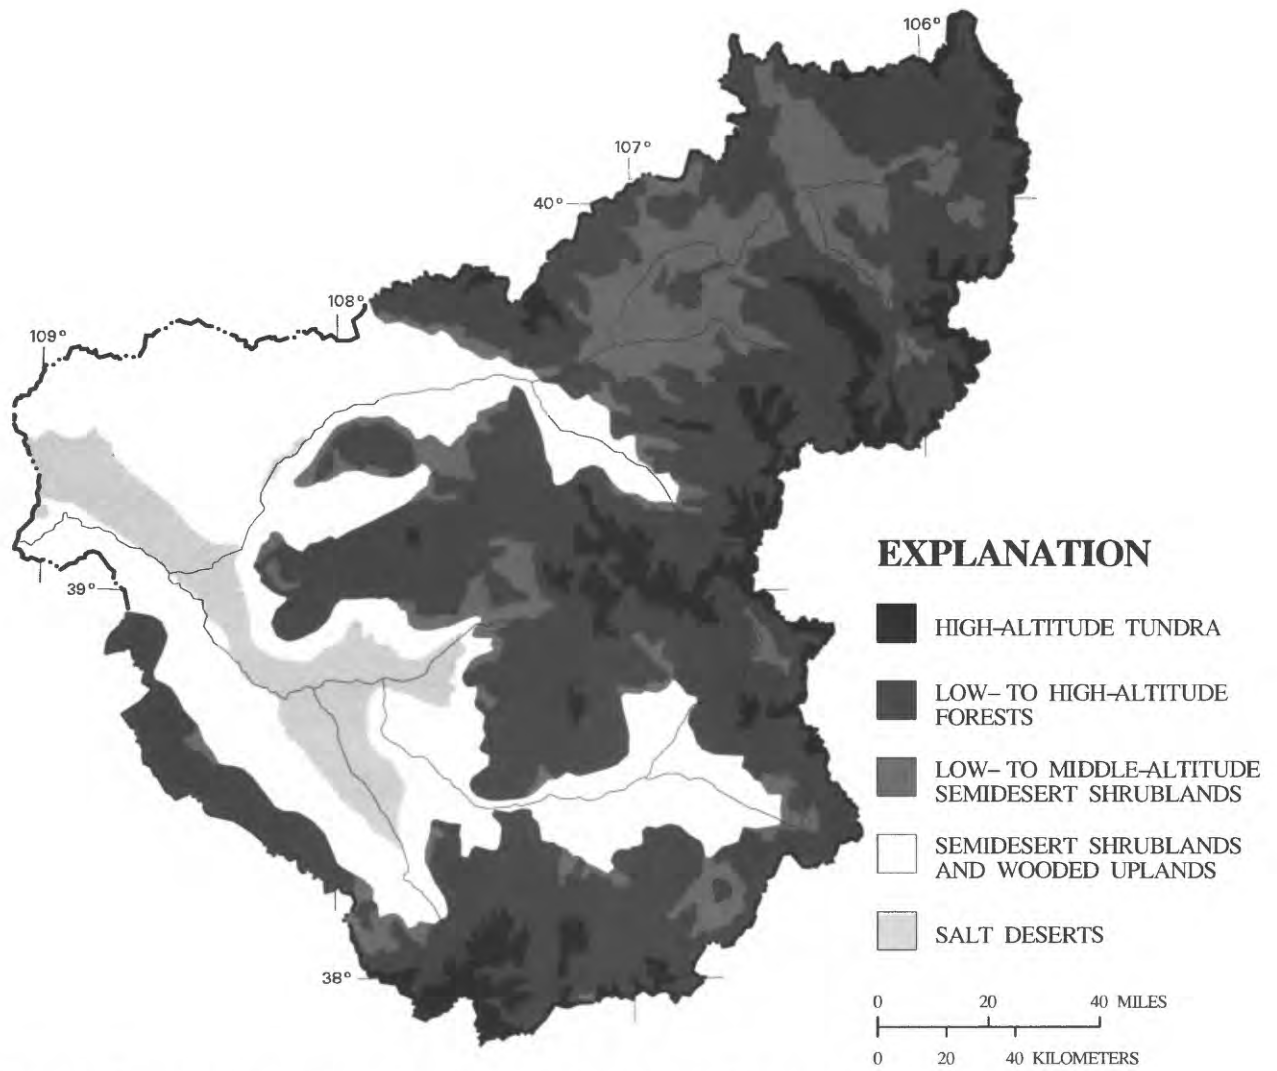 106°
107°
40°
108°
109°
39°
38°
EXPLANATION
HIGH–ALTITUDE TUNDRA
LOW– TO HIGH–ALTITUDE
FORESTS
LOW– TO MIDDLE–ALTITUDE
SEMIDESERT SHRUBLANDS
SEMIDESERT SHRUBLANDS
AND WOODED UPLANDS
SALT DESERTS
0 20 40 MILES
0 20 40 KILOMETERS